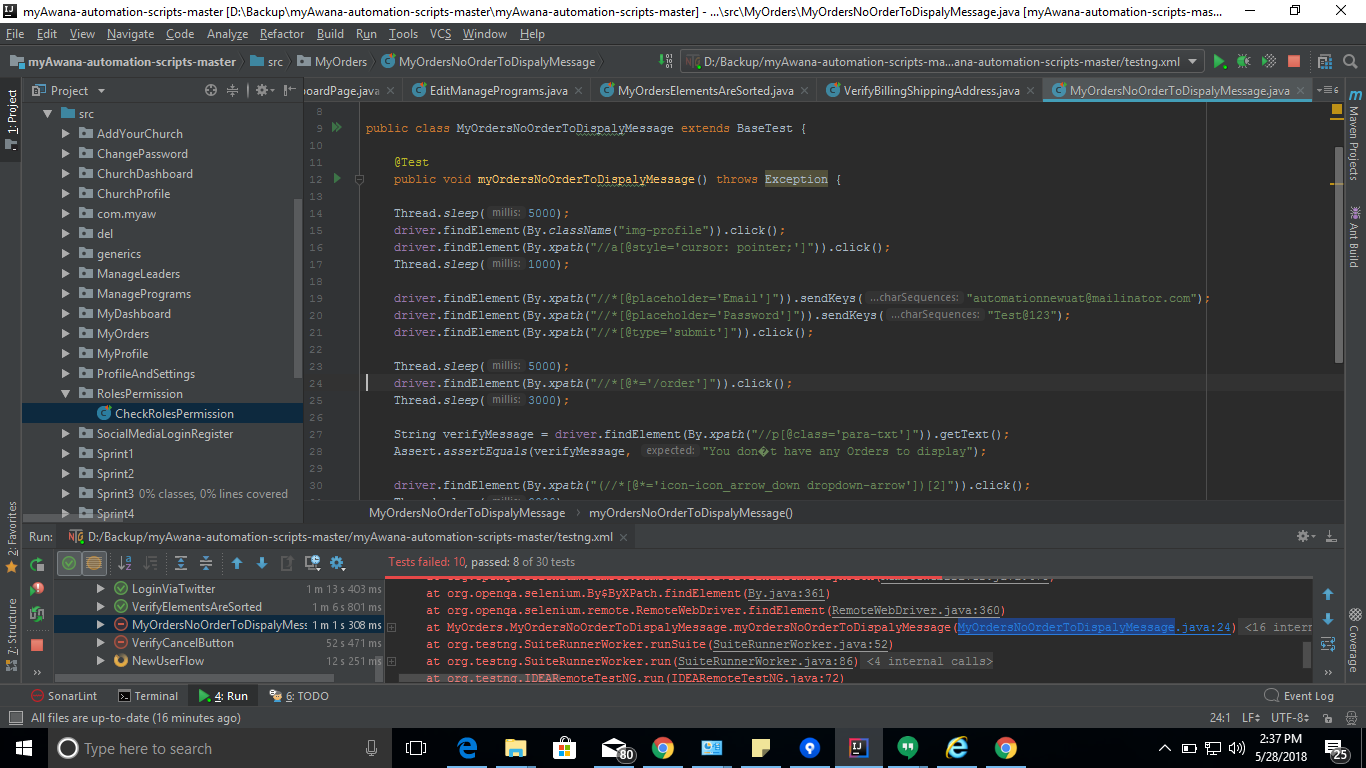 myAwana-automation-scripts-master [D:\Backup\myAwana-automation-scripts-master\myAwana-automation-scripts-master] - ...\src\MyOrders\MyOrdersNoOrderToDispalyMessage.java [myAwana-automation-scripts-mas...
File Edit View Navigate Code Analyze Refactor Build Run Tools VCS Window Help
myAwana-automation-scripts-master src MyOrders MyOrdersNoOrderToDispalyMessage D:/Backup/myAwana-automation-scripts-ma...ana-automation-scripts-master/testng.xml
Project oardPage.java EditManagePrograms.java MyOrdersElementsAreSorted.java VerifyBillingShippingAddress.java MyOrdersNoOrderToDispalyMessage.java
1: Project
src
AddYourChurch
ChangePassword
ChurchDashboard
ChurchProfile
com.myaw
del
generics
ManageLeaders
ManagePrograms
MyDashboard
MyOrders
MyProfile
ProfileAndSettings
RolesPermission
CheckRolesPermission
SocialMediaLoginRegister
Sprint1
Sprint2
Sprint3 0% classes, 0% lines covered
Sprint4
8
9 public class MyOrdersNoOrderToDispalyMessage extends BaseTest {
10
11 @Test
12 public void myOrdersNoOrderToDispalyMessage() throws Exception {
13
14 Thread.sleep( millis: 5000);
15 driver.findElement(By.className("img-profile")).click();
16 driver.findElement(By.xpath("//a[@style='cursor: pointer;']")).click();
17 Thread.sleep( millis: 1000);
18
19 driver.findElement(By.xpath("//*[@placeholder='Email']")).sendKeys( ...charSequences: "automationnewuat@mailinator.com");
20 driver.findElement(By.xpath("//*[@placeholder='Password']")).sendKeys( ...charSequences: "Test@123");
21 driver.findElement(By.xpath("//*[@type='submit']")).click();
22
23 Thread.sleep( millis: 5000);
24 driver.findElement(By.xpath("//*[@*='/order']")).click();
25 Thread.sleep( millis: 3000);
26
27 String verifyMessage = driver.findElement(By.xpath("//p[@class='para-txt']")).getText();
28 Assert.assertEquals(verifyMessage, expected: "You don�t have any Orders to display");
29
30 driver.findElement(By.xpath("(//*[@*='icon-icon_arrow_down dropdown-arrow'])[2]")).click();
MyOrdersNoOrderToDispalyMessage myOrdersNoOrderToDispalyMessage()
Maven Projects
Ant Build
Coverage
2: Favorites
7: Structure
Run: D:/Backup/myAwana-automation-scripts-master/myAwana-automation-scripts-master/testng.xml
Tests failed: 10, passed: 8 of 30 tests
LoginViaTwitter 1 m 13 s 403 ms
VerifyElementsAreSorted 1 m 6 s 801 ms
MyOrdersNoOrderToDispalyMess 1 m 1 s 308 ms
VerifyCancelButton 52 s 471 ms
NewUserFlow 12 s 251 ms
at org.openqa.selenium.By$ByXPath.findElement(By.java:361)
at org.openqa.selenium.remote.RemoteWebDriver.findElement(RemoteWebDriver.java:360)
at MyOrders.MyOrdersNoOrderToDispalyMessage.myOrdersNoOrderToDispalyMessage(MyOrdersNoOrderToDispalyMessage.java:24) <16 intern
at org.testng.SuiteRunnerWorker.runSuite(SuiteRunnerWorker.java:52)
at org.testng.SuiteRunnerWorker.run(SuiteRunnerWorker.java:86) <4 internal calls>
at org.testng.IDEARemoteTestNG.run(IDEARemoteTestNG.java:72)
SonarLint Terminal 4: Run 6: TODO Event Log
All files are up-to-date (16 minutes ago) 24:1 LF UTF-8
Type here to search 80 2:37 PM
5/28/2018 25